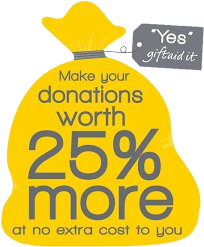 "Yes"
giftaid it
Make your
donations
worth
25%
more
at no extra cost to you